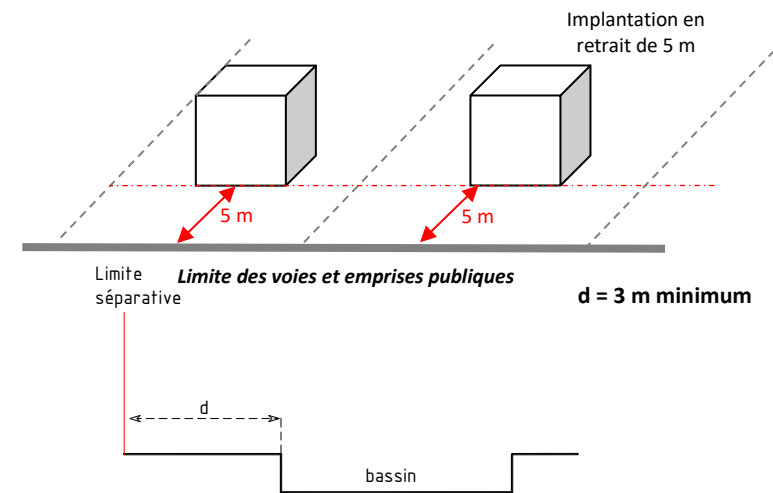 Implantation en
retrait de 5 m
5 m
5 m
Limite des voies et emprises publiques
Limite
séparative
d = 3 m minimum
d
bassin